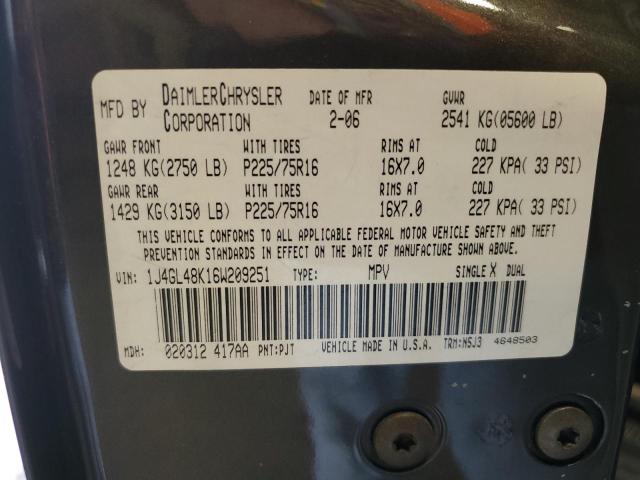 MFD BY DAIMLERCHRYSLER CORPORATION DATE OF MFR 2-06 GVWR 2541 KG(05600 LB)
GAWR FRONT WITH TIRES RIMS AT COLD
1248 KG(2750 LB) P225/75R16 16X7.0 227 KPA( 33 PSI)
GAWR REAR WITH TIRES RIMS AT COLD
1429 KG(3150 LB) P225/75R16 16X7.0 227 KPA( 33 PSI)
THIS VEHICLE CONFORMS TO ALL APPLICABLE FEDERAL MOTOR VEHICLE SAFETY AND THEFT
PREVENTION STANDARDS IN EFFECT ON THE DATE OF MANUFACTURE SHOWN ABOVE.
VIN: 1J4GL48K16W209251 TYPE: MPV SINGLE X DUAL
MDH: 020312 417AA PNT:PJT VEHICLE MADE IN U.S.A. TRM:N5J3 4648503